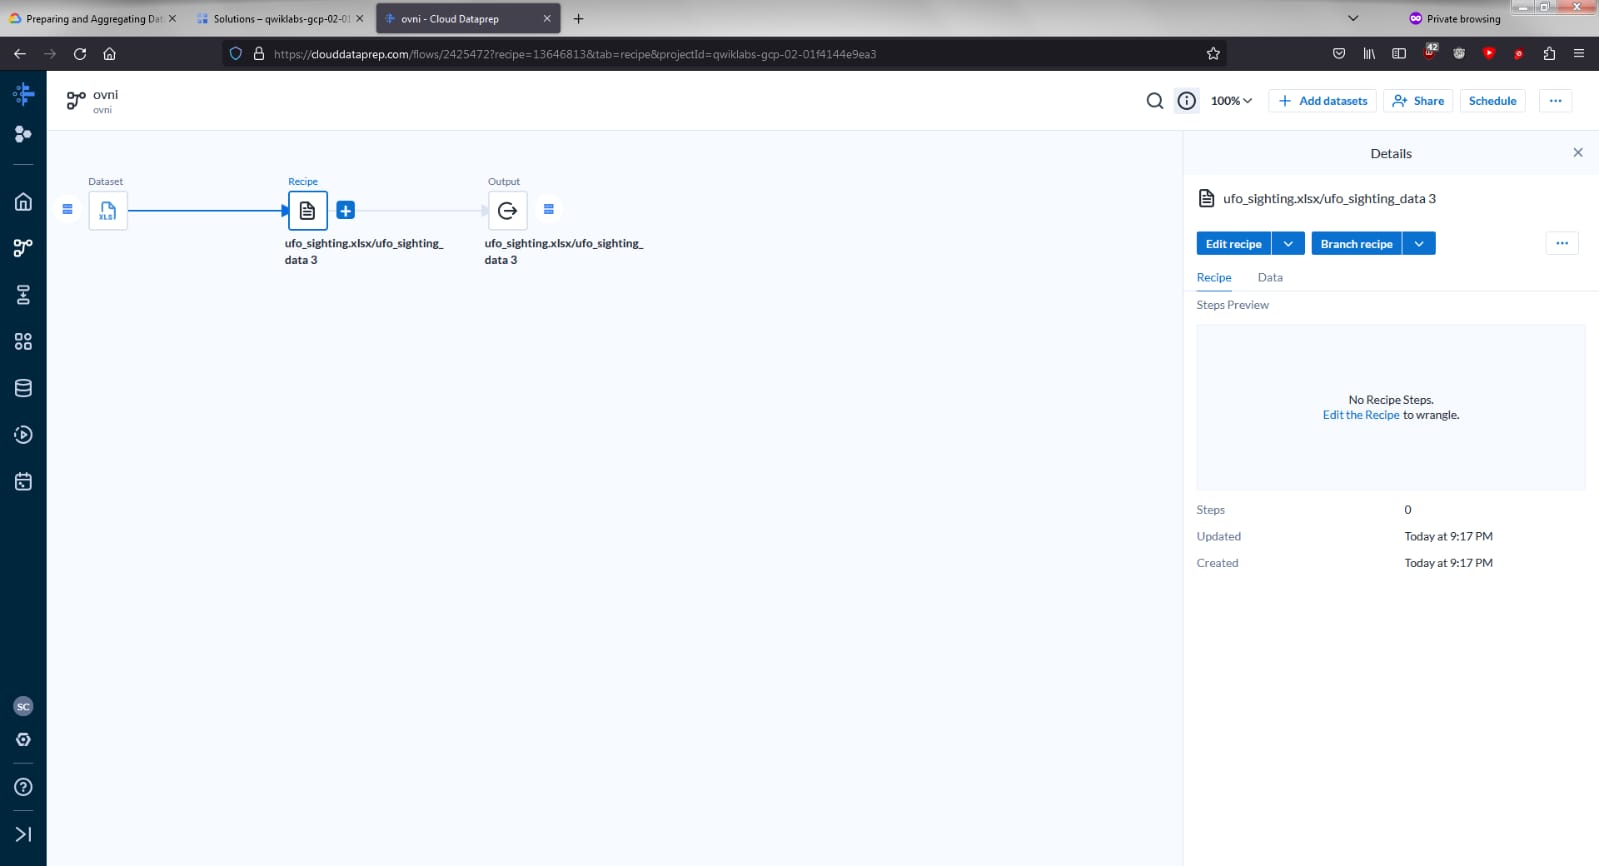 Preparing and Aggregating Dat
Solutions – qwiklabs-gcp-02-01
ovni - Cloud Dataprep
Private browsing
https://clouddataprep.com/flows/2425472?recipe=13646813&tab=recipe&projectId=qwiklabs-gcp-02-01f4144e9ea3
42
ovni
ovni
100%
Add datasets
Share
Schedule
Details
Dataset
Recipe
Output
XLS
ufo_sighting.xlsx/ufo_sighting_
data 3
ufo_sighting.xlsx/ufo_sighting_
data 3
ufo_sighting.xlsx/ufo_sighting_data 3
Edit recipe
Branch recipe
Recipe
Data
Steps Preview
No Recipe Steps.
Edit the Recipe to wrangle.
Steps
0
Updated
Today at 9:17 PM
Created
Today at 9:17 PM
SC